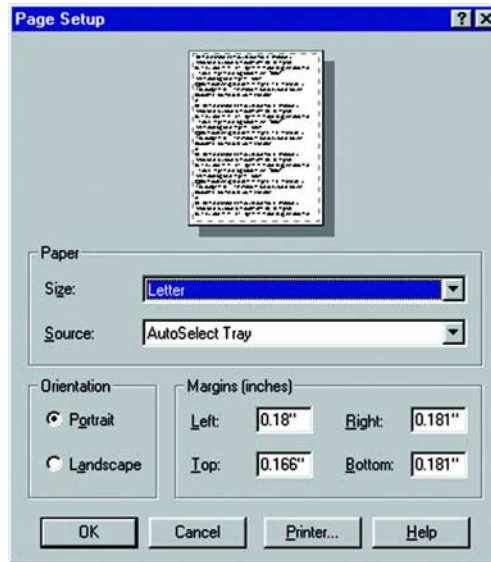 Page Setup
Paper
Size: Letter
Source: AutoSelect Tray
Orientation
Portrait
Landscape
Margins (inches)
Left: 0.18" Right: 0.181"
Top: 0.166" Bottom: 0.181"
OK Cancel Printer... Help